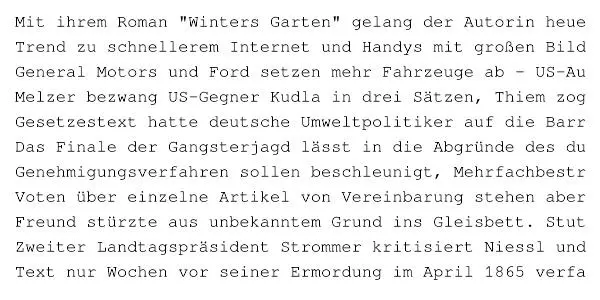 Mit ihrem Roman "Winters Garten" gelang der Autorin heue
Trend zu schnellerem Internet und Handys mit großen Bild
General Motors und Ford setzen mehr Fahrzeuge ab - US-Au
Melzer bezwang US-Gegner Kudla in drei Sätzen, Thiem zog
Gesetzestext hatte deutsche Umweltpolitiker auf die Barr
Das Finale der Gangsterjagd lässt in die Abgründe des du
Genehmigungsverfahren sollen beschleunigt, Mehrfachbestr
Voten über einzelne Artikel von Vereinbarung stehen aber
Freund stürzte aus unbekanntem Grund ins Gleisbett. Stut
Zweiter Landtagspräsident Strommer kritisiert Niessl und
Text nur Wochen vor seiner Ermordung im April 1865 verfa